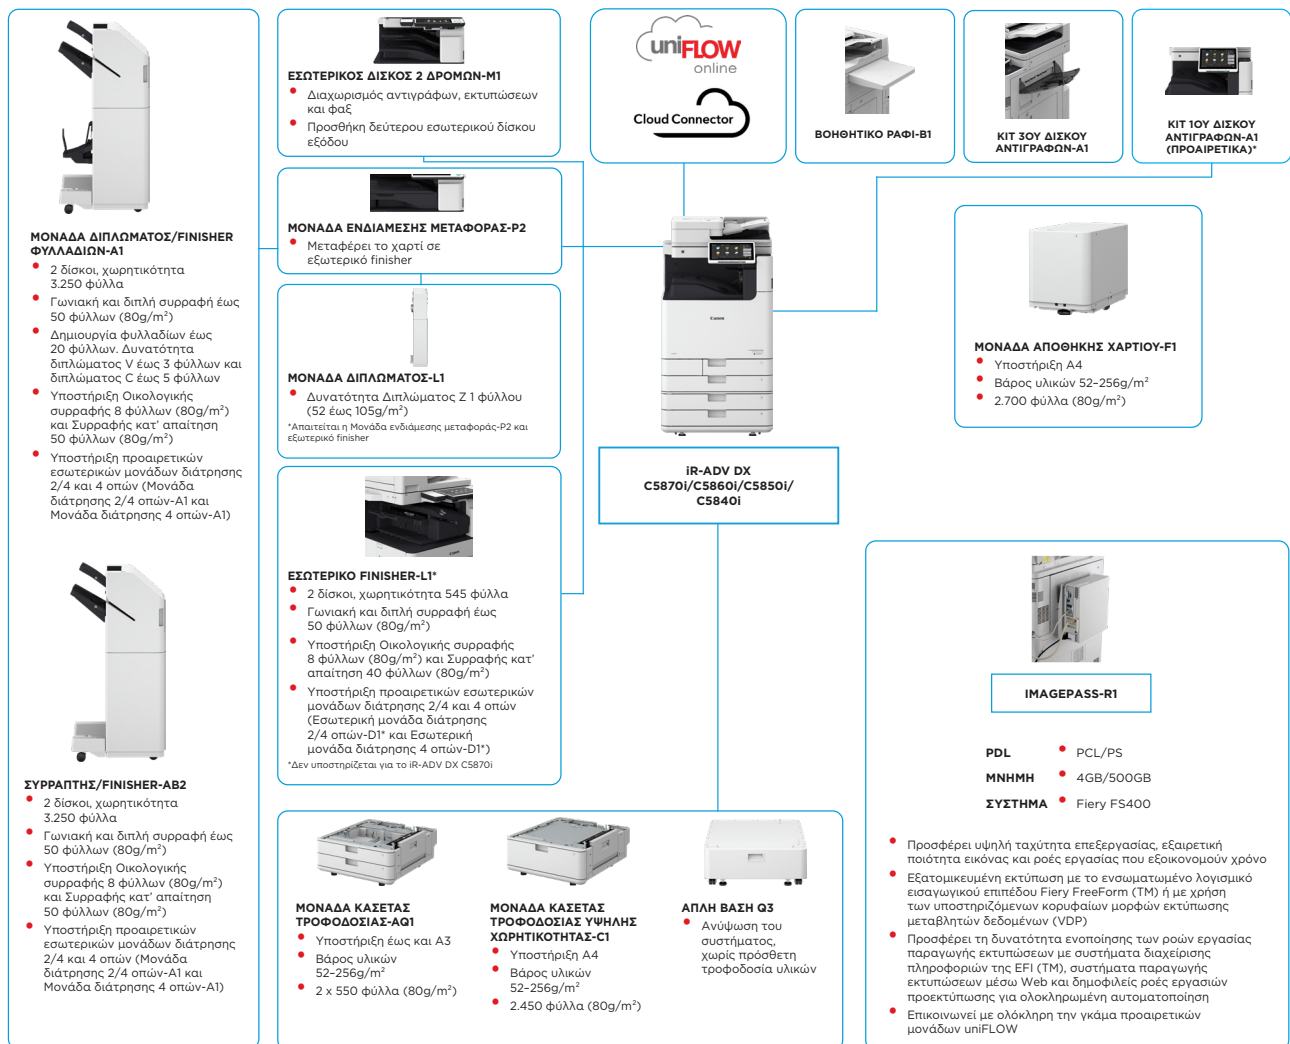 ΜΟΝΑΔΑ ΔΙΠΛΩΜΑΤΟΣ/FINISHER
ΦΥΛΛΑΔΙΩΝ-A1
2 δίσκοι, χωρητικότητα
3.250 φύλλα
Γωνιακή και διπλή συρραφή έως
50 φύλλων (80g/m²)
Δημιουργία φυλλαδίων έως
20 φύλλων. Δυνατότητα
διπλώματος V έως 3 φύλλων και
διπλώματος C έως 5 φύλλων
Υποστήριξη Οικολογικής
συρραφής 8 φύλλων (80g/m²)
και Συρραφής κατ’ απαίτηση
50 φύλλων (80g/m²)
Υποστήριξη προαιρετικών
εσωτερικών μονάδων διάτρησης
2/4 και 4 οπών (Μονάδα
διάτρησης 2/4 οπών-A1 και
Μονάδα διάτρησης 4 οπών-A1)
ΣΥΡΡΑΠΤΗΣ/FINISHER-AB2
2 δίσκοι, χωρητικότητα
3.250 φύλλα
Γωνιακή και διπλή συρραφή έως
50 φύλλων (80g/m²)
Υποστήριξη Οικολογικής
συρραφής 8 φύλλων (80g/m²)
και Συρραφής κατ’ απαίτηση
50 φύλλων (80g/m²)
Υποστήριξη προαιρετικών
εσωτερικών μονάδων διάτρησης
2/4 και 4 οπών (Μονάδα
διάτρησης 2/4 οπών-A1 και
Μονάδα διάτρησης 4 οπών-A1)
ΕΣΩΤΕΡΙΚΟΣ ΔΙΣΚΟΣ 2 ΔΡΟΜΩΝ-M1
Διαχωρισμός αντιγράφων, εκτυπώσεων
και φαξ
Προσθήκη δεύτερου εσωτερικού δίσκου
εξόδου
ΜΟΝΑΔΑ ΕΝΔΙΑΜΕΣΗΣ ΜΕΤΑΦΟΡΑΣ-P2
Μεταφέρει το χαρτί σε
εξωτερικό finisher
ΜΟΝΑΔΑ ΔΙΠΛΩΜΑΤΟΣ-L1
Δυνατότητα Διπλώματος Z 1 φύλλου
(52 έως 105g/m²)
*Απαιτείται η Μονάδα ενδιάμεσης μεταφοράς-P2 και
εξωτερικό finisher
ΕΣΩΤΕΡΙΚΟ FINISHER-L1*
2 δίσκοι, χωρητικότητα 545 φύλλα
Γωνιακή και διπλή συρραφή έως
50 φύλλων (80g/m²)
Υποστήριξη Οικολογικής συρραφής
8 φύλλων (80g/m²) και Συρραφής κατ’
απαίτηση 40 φύλλων (80g/m²)
Υποστήριξη προαιρετικών εσωτερικών
μονάδων διάτρησης 2/4 και 4 οπών
(Εσωτερική μονάδα διάτρησης
2/4 οπών-D1* και Εσωτερική
μονάδα διάτρησης 4 οπών-D1*)
*Δεν υποστηρίζεται για το iR-ADV DX C5870i
uniFLOW
online
Cloud Connector
ΒΟΗΘΗΤΙΚΟ ΡΑΦΙ-B1
ΚΙΤ 3ΟΥ ΔΙΣΚΟΥ
ΑΝΤΙΓΡΑΦΩΝ-A1
ΚΙΤ 1ΟΥ ΔΙΣΚΟΥ
ΑΝΤΙΓΡΑΦΩΝ-A1
(ΠΡΟΑΙΡΕΤΙΚΑ)*
Canon
iR-ADV DX
C5870i/C5860i/C5850i/
C5840i
ΜΟΝΑΔΑ ΑΠΟΘΗΚΗΣ ΧΑΡΤΙΟΥ-F1
Υποστήριξη A4
Βάρος υλικών 52–256g/m²
2.700 φύλλα (80g/m²)
ΜΟΝΑΔΑ ΚΑΣΕΤΑΣ
ΤΡΟΦΟΔΟΣΙΑΣ-AQ1
Υποστήριξη έως και A3
Βάρος υλικών
52–256g/m²
2 x 550 φύλλα (80g/m²)
ΜΟΝΑΔΑ ΚΑΣΕΤΑΣ
ΤΡΟΦΟΔΟΣΙΑΣ ΥΨΗΛΗΣ
ΧΩΡΗΤΙΚΟΤΗΤΑΣ-C1
Υποστήριξη A4
Βάρος υλικών
52–256g/m²
2.450 φύλλα (80g/m²)
ΑΠΛΗ ΒΑΣΗ Q3
Ανύψωση του
συστήματος,
χωρίς πρόσθετη
τροφοδοσία υλικών
IMAGEPASS-R1
PDL PCL/PS
ΜΝΗΜΗ 4GB/500GB
ΣΥΣΤΗΜΑ Fiery FS400
Προσφέρει υψηλή ταχύτητα επεξεργασίας, εξαιρετική
ποιότητα εικόνας και ροές εργασίας που εξοικονομούν χρόνο
Εξατομικευμένη εκτύπωση με το ενσωματωμένο λογισμικό
εισαγωγικού επιπέδου Fiery FreeForm (TM) ή με χρήση
των υποστηριζόμενων κορυφαίων μορφών εκτύπωσης
μεταβλητών δεδομένων (VDP)
Προσφέρει τη δυνατότητα ενοποίησης των ροών εργασίας
παραγωγής εκτυπώσεων με συστήματα διαχείρισης
πληροφοριών της EFI (TM), συστήματα παραγωγής
εκτυπώσεων μέσω Web και δημοφιλείς ροές εργασιών
προεκτύπωσης για ολοκληρωμένη αυτοματοποίηση
Επικοινωνεί με ολόκληρη την γκάμα προαιρετικών
μονάδων uniFLOW